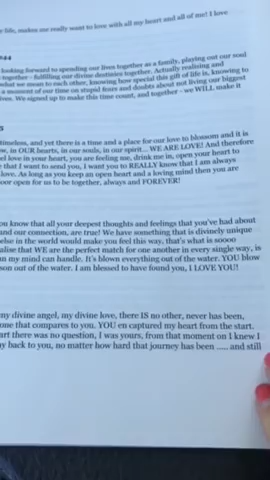 life, makes me really want to love with all my heart and all of me! I love
looking forward to spending our lives together as a family, playing out our soul
together - fulfilling our divine destinies together. Actually realising and
what we mean to each other, knowing how special this gift of life is, knowing to
a moment of our time on stupid fears and doubts about not living our biggest
lives. We signed up to make this time count, and together - we WILL make it
timeless, and yet there is a time and a place for our love to blossom and it is
in OUR hearts, in our souls, in our spirit... WE ARE LOVE! And therefore
love in your heart, you are feeling me, drink me in, open your heart to
that I want to send you, I want you to REALLY know that I am always
love. As long as you keep an open heart and a loving mind then you are
door open for us to be together, always and FOREVER!
you know that all your deepest thoughts and feelings that you've had about
and our connection, are true! We have something that is divinely unique
else in the world would make you feel this way, that's what is soooo
realise that WE are the perfect match for one another in every single way, is
my mind can handle. It's blown everything out of the water. YOU blow
son out of the water. I am blessed to have found you, I LOVE YOU!
my divine angel, my divine love, there IS no other, never has been,
one that compares to you. YOU en captured my heart from the start.
art there was no question, I was yours, from that moment on I knew I
y back to you, no matter how hard that journey has been ..... and still